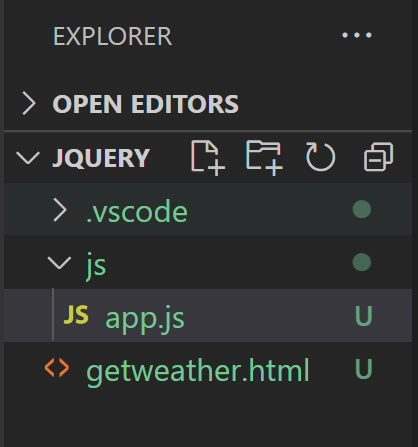 EXPLORER
OPEN EDITORS
JQUERY
.vscode
js
JS app.js U
getweather.html U